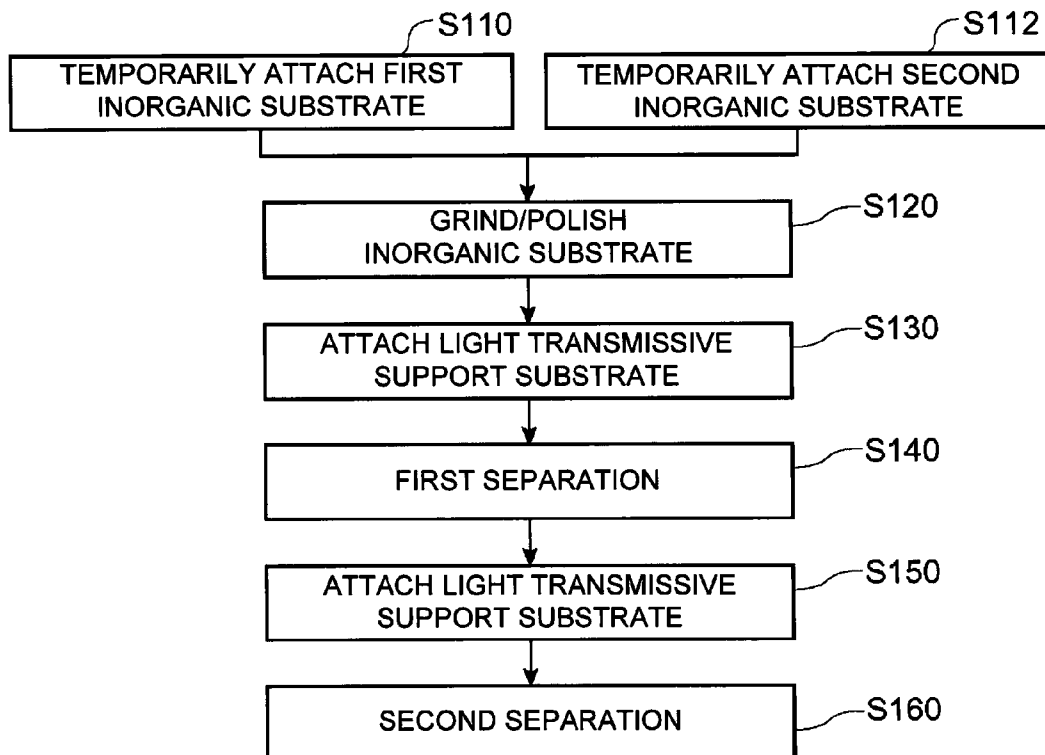 S110
TEMPORARILY ATTACH FIRST
INORGANIC SUBSTRATE
S112
TEMPORARILY ATTACH SECOND
INORGANIC SUBSTRATE
S120
GRIND/POLISH
INORGANIC SUBSTRATE
S130
ATTACH LIGHT TRANSMISSIVE
SUPPORT SUBSTRATE
S140
FIRST SEPARATION
S150
ATTACH LIGHT TRANSMISSIVE
SUPPORT SUBSTRATE
S160
SECOND SEPARATION